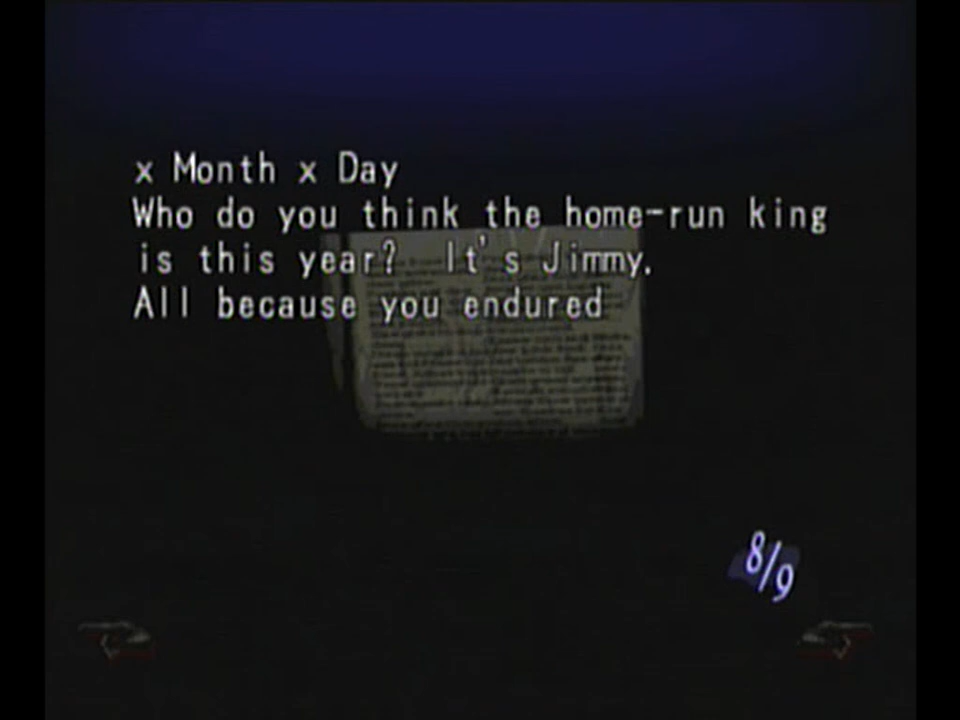 x Month x Day
Who do you think the home-run king
is this year? It's Jimmy.
All because you endured
8/9